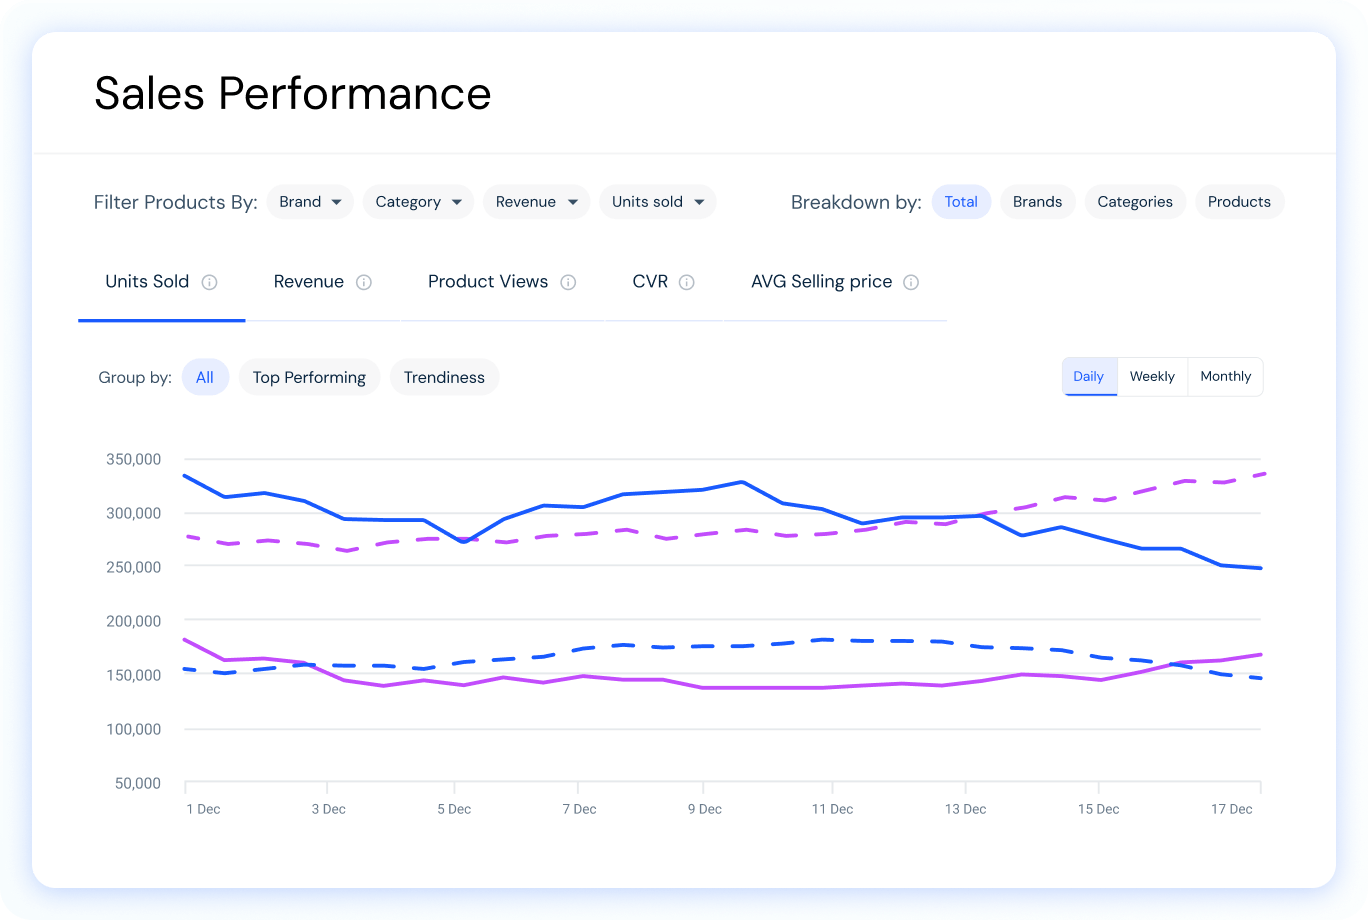 Sales Performance
Filter Products By: Brand Category Revenue Units sold Breakdown by: Total Brands Categories Products
Units Sold Revenue Product Views CVR AVG Selling price
Group by: All Top Performing Trendiness Daily Weekly Monthly
350,000
300,000
250,000
200,000
150,000
100,000
50,000
1 Dec 3 Dec 5 Dec 7 Dec 9 Dec 11 Dec 13 Dec 15 Dec 17 Dec